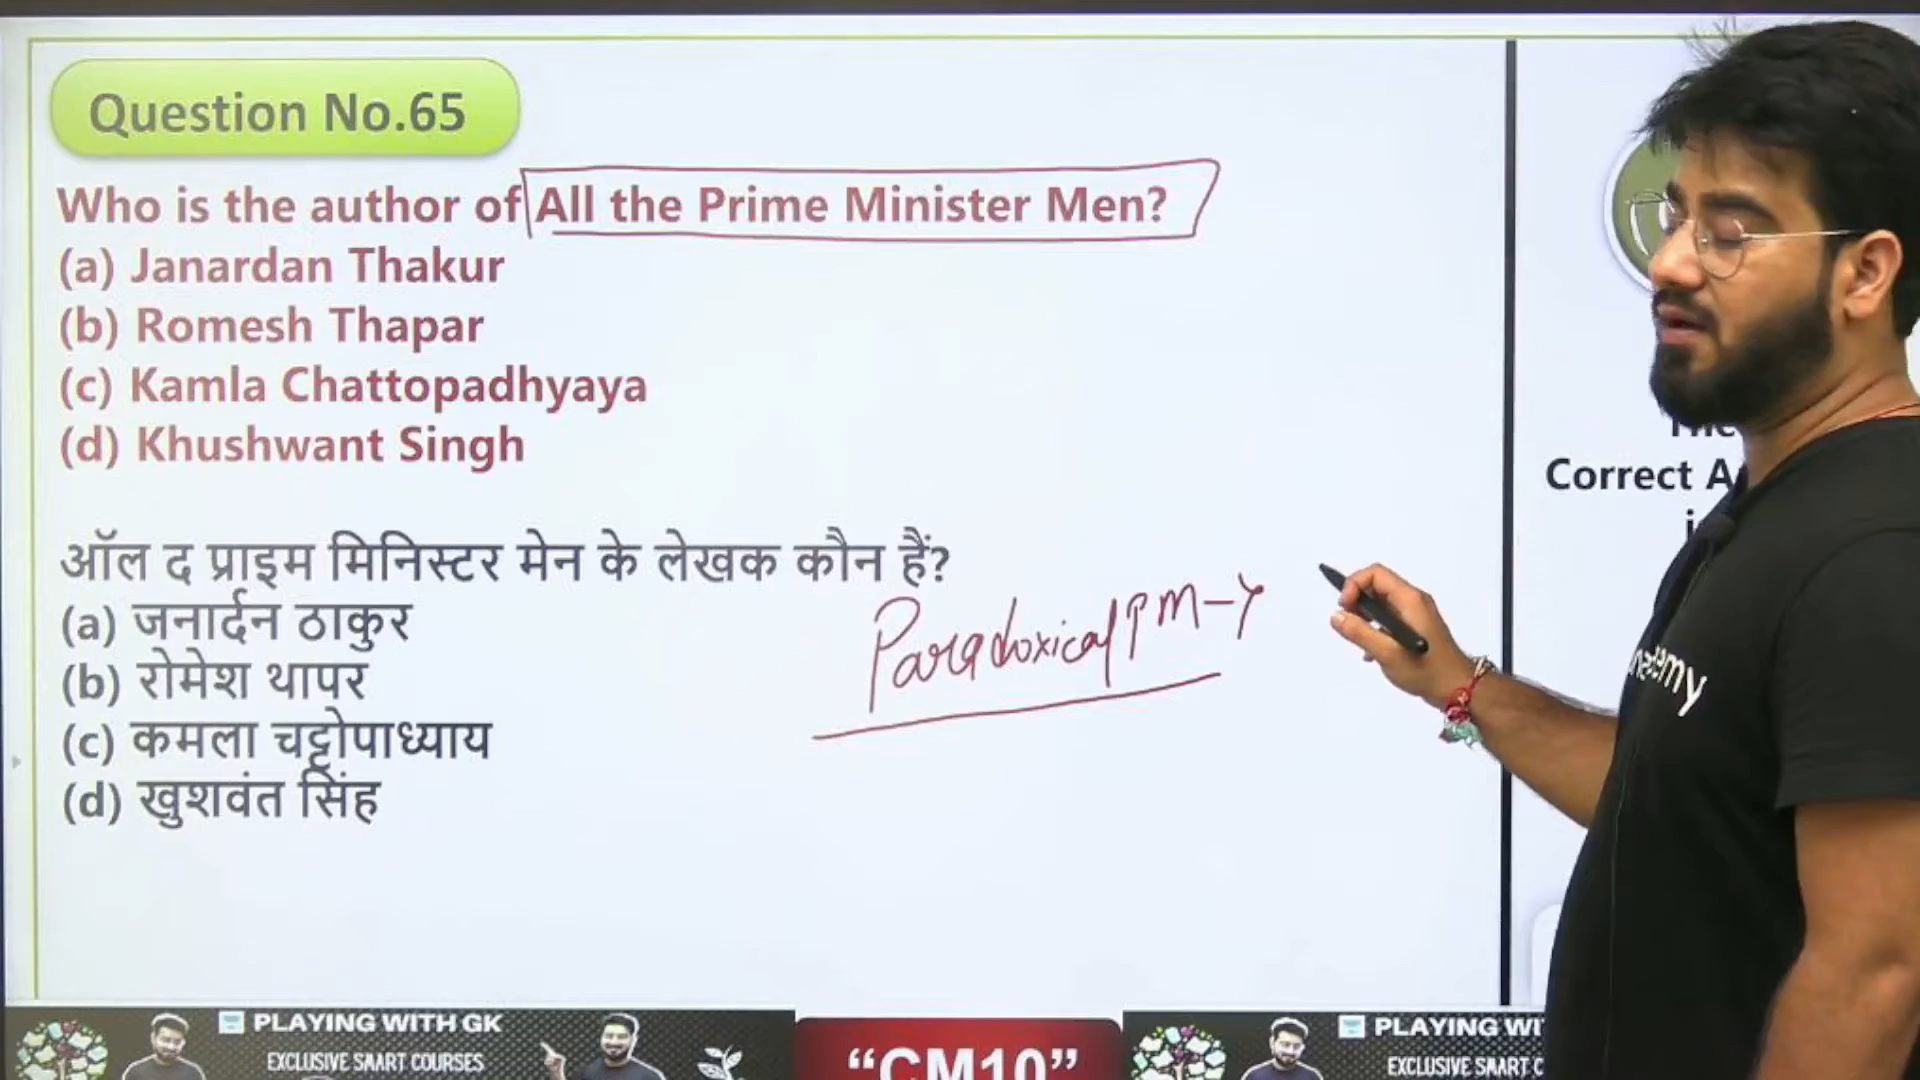 Question No.65
Who is the author of All the Prime Minister Men?
(a) Janardan Thakur
(b) Romesh Thapar
(c) Kamla Chattopadhyaya
(d) Khushwant Singh
ऑल द प्राइम मिनिस्टर मेन के लेखक कौन हैं?
(a) जनार्दन ठाकुर
(b) रोमेश थापर
(c) कमला चट्टोपाध्याय
(d) खुशवंत सिंह
Paradoxical PM
Correct
PLAYING WITH GK
EXCLUSIVE SMART COURSES
"CM10"
PLAYING
EXCLUSIVE SMART